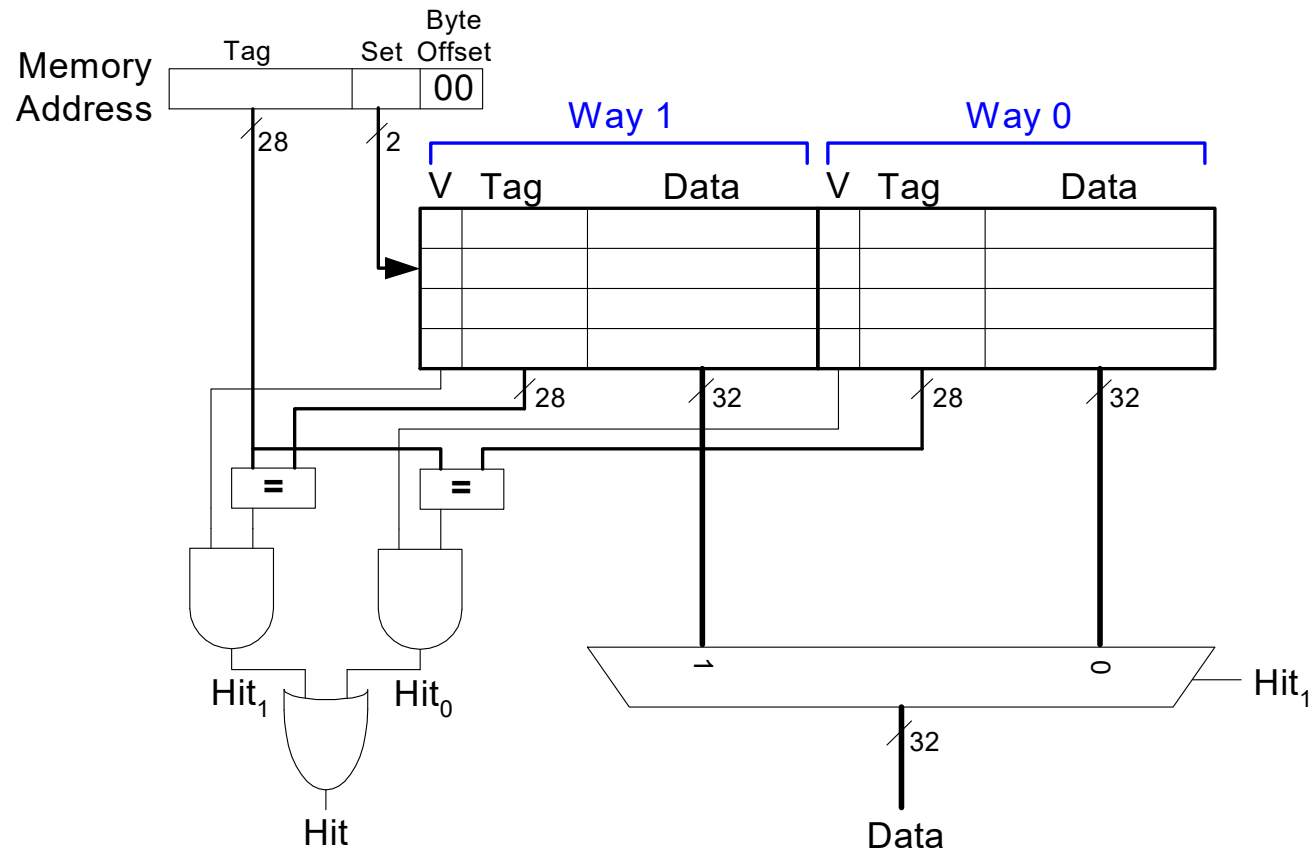 Byte
Tag Set Offset
Memory
Address
00
28 2
Way 1 Way 0
V Tag Data V Tag Data
28 32 28 32
= =
1 0
Hit1 Hit0 Hit1
32
Hit Data